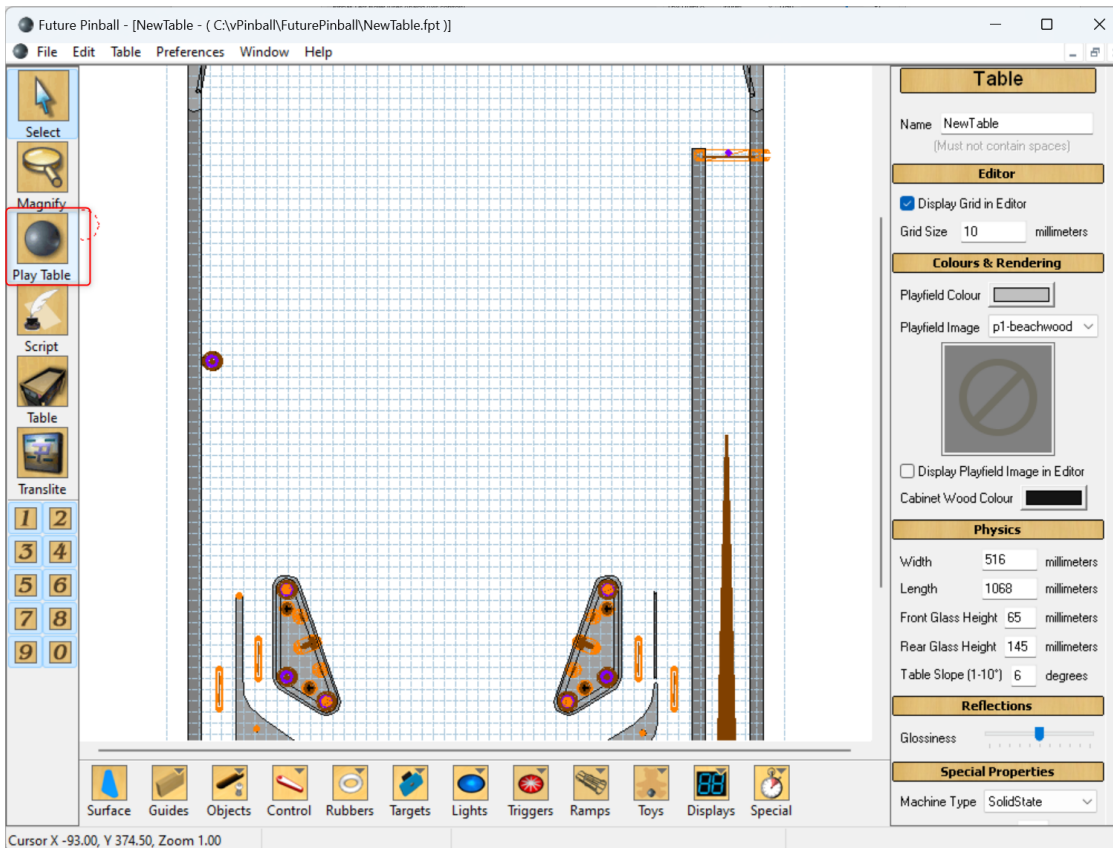 Future Pinball - [NewTable - ( C:\vPinball\FuturePinball\NewTable.fpt )]
File Edit Table Preferences Window Help
Select
Magnify
Play Table
Script
Table
Translite
1 2
3 4
5 6
7 8
9 0
Table
Name NewTable
(Must not contain spaces)
Editor
Display Grid in Editor
Grid Size 10 millimeters
Colours & Rendering
Playfield Colour
Playfield Image p1-beachwood
Display Playfield Image in Editor
Cabinet Wood Colour
Physics
Width 516 millimeters
Length 1068 millimeters
Front Glass Height 65 millimeters
Rear Glass Height 145 millimeters
Table Slope (1-10°) 6 degrees
Reflections
Glossiness
Special Properties
Machine Type SolidState
Surface Guides Objects Control Rubbers Targets Lights Triggers Ramps Toys Displays Special
Cursor X -93.00, Y 374.50, Zoom 1.00